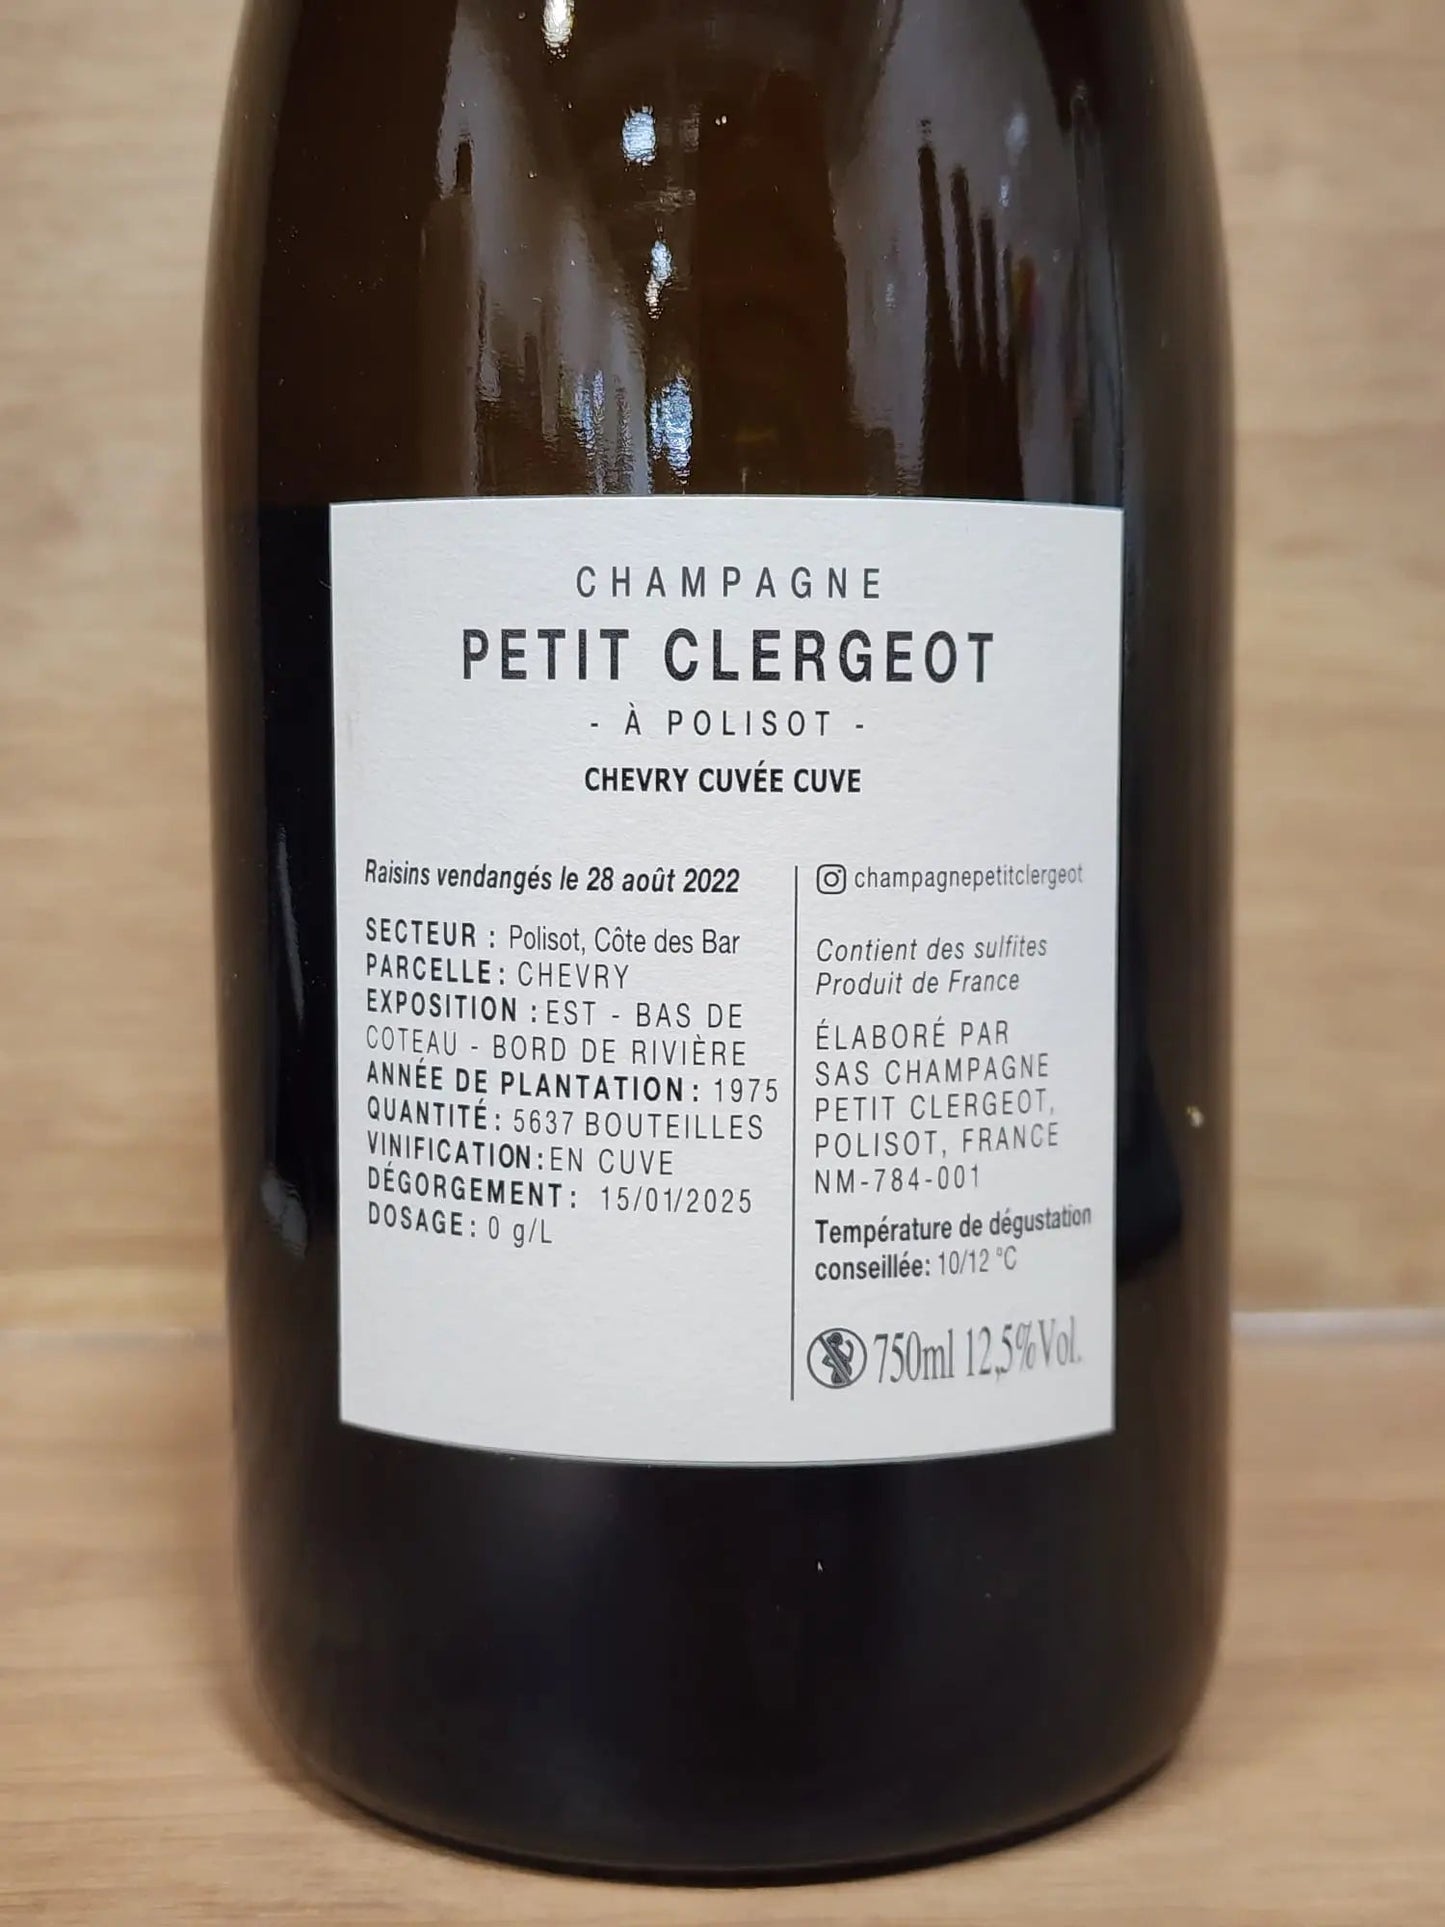 CHAMPAGNE
PETIT CLERGEOT
- À POLISOT -
CHEVRY CUVÉE CUVE
Raisins vendangés le 28 août 2022
SECTEUR : Polisot, Côte des Bar
PARCELLE : CHEVRY
EXPOSITION : EST - BAS DE
COTEAU - BORD DE RIVIÈRE
ANNÉE DE PLANTATION : 1975
QUANTITÉ : 5637 BOUTEILLES
VINIFICATION : EN CUVE
DÉGORGEMENT : 15/01/2025
DOSAGE : 0 g/L
champagnepetitclergeot
Contient des sulfites
Produit de France
ÉLABORÉ PAR
SAS CHAMPAGNE
PETIT CLERGEOT,
POLISOT, FRANCE
NM-784-001
Température de dégustation
conseillée: 10/12 °C
750ml 12,5%Vol.